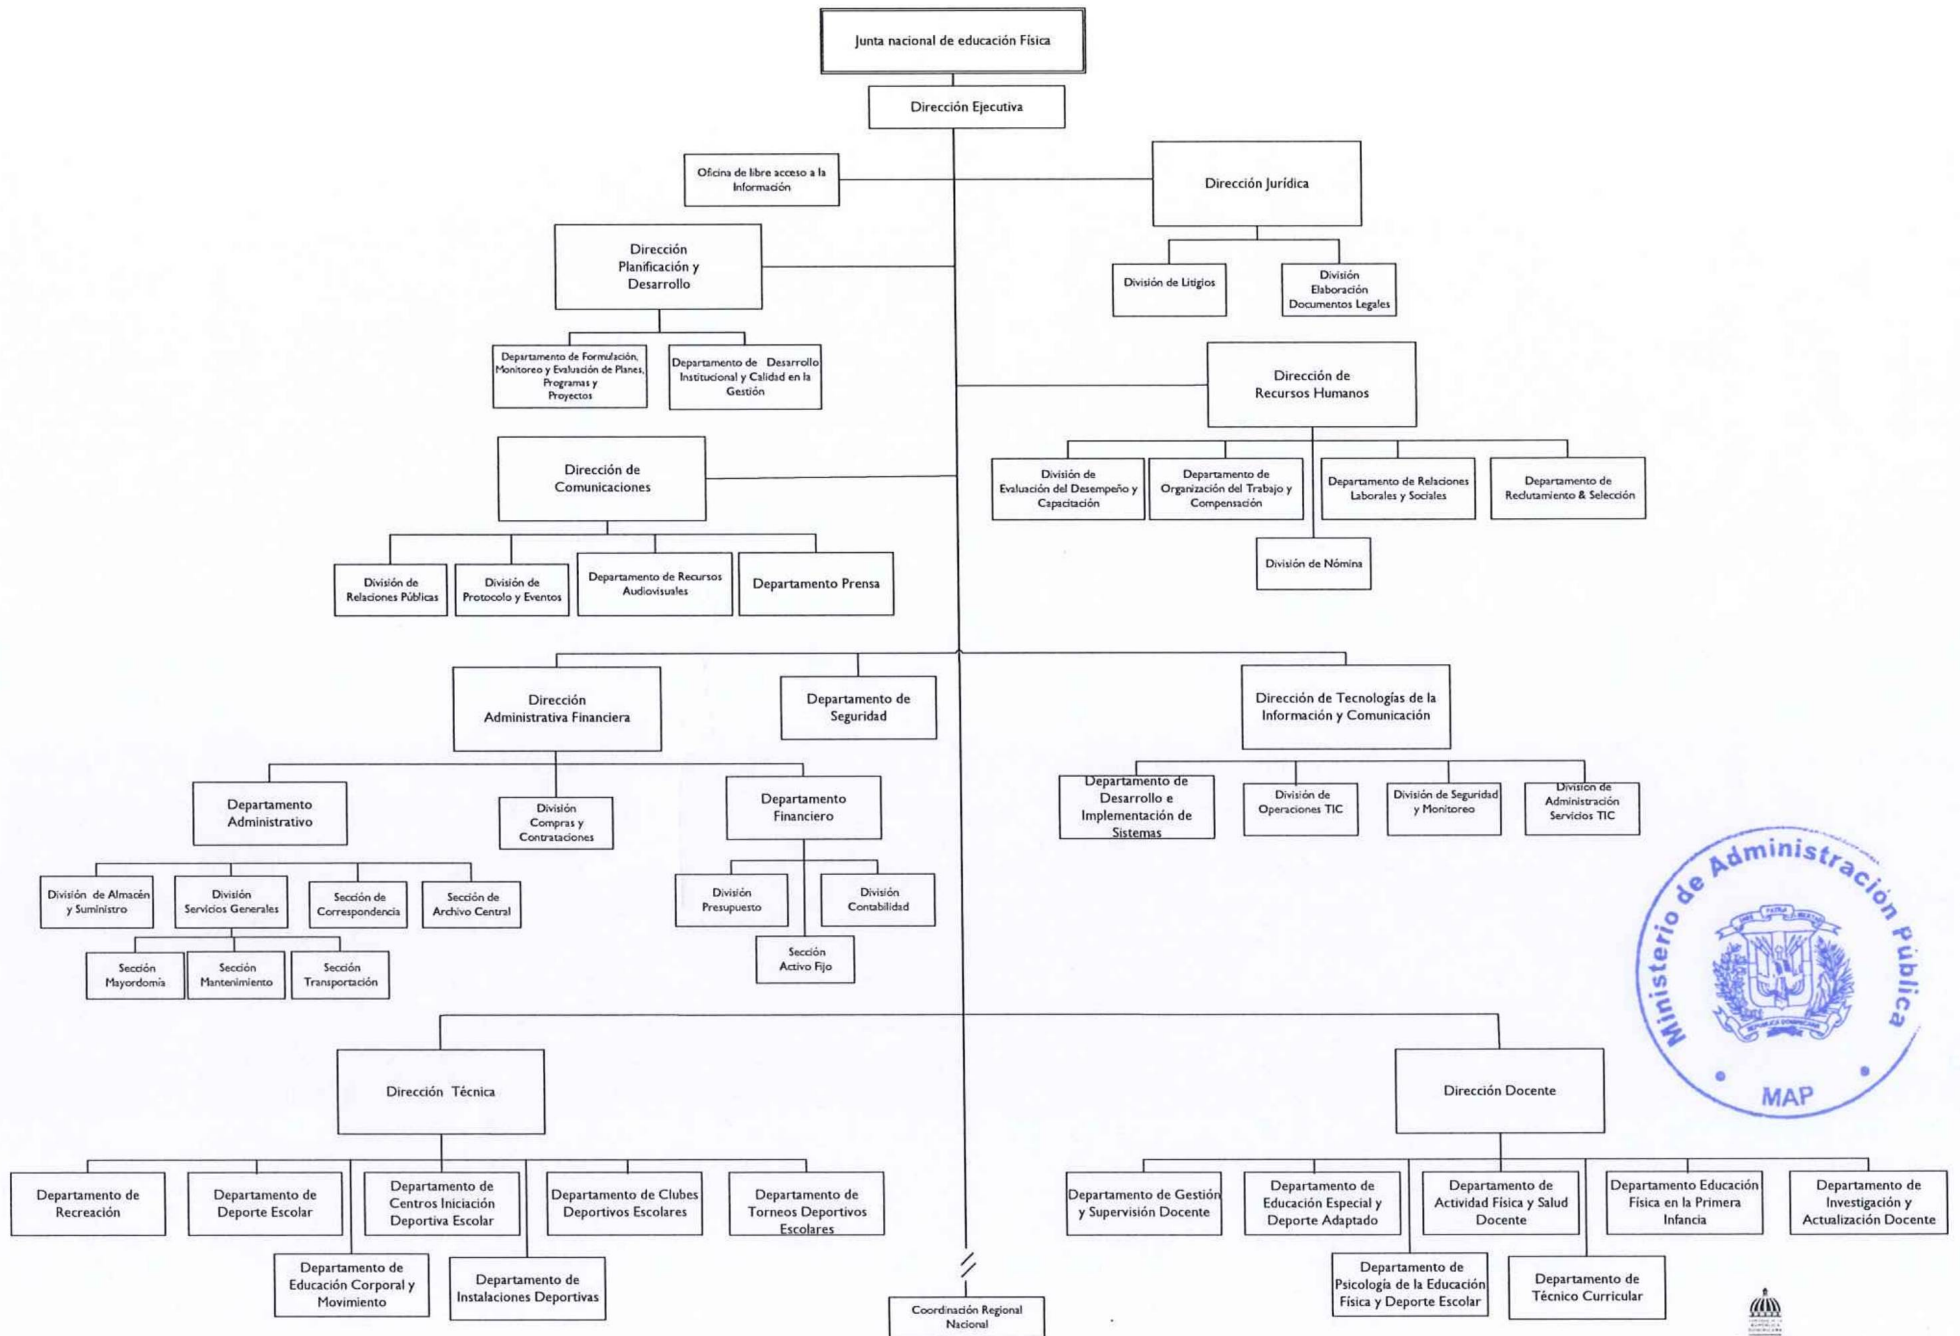 Junta nacional de educación Física
Dirección Ejecutiva
Oficina de libre acceso a la
Información
Dirección Jurídica
División de Litigios
División
Elaboración
Documentos Legales
Dirección
Planificación y
Desarrollo
Departamento de Formulación,
Monitoreo y Evaluación de Planes,
Programas y
Proyectos
Departamento de Desarrollo
Institucional y Calidad en la
Gestión
Dirección de
Recursos Humanos
División de
Evaluación del Desempeño y
Capacitación
Departamento de
Organización del Trabajo y
Compensación
Departamento de Relaciones
Laborales y Sociales
Departamento de
Reclutamiento & Selección
División de Nómina
Dirección de
Comunicaciones
División de
Relaciones Públicas
División de
Protocolo y Eventos
Departamento de Recursos
Audiovisuales
Departamento Prensa
Dirección
Administrativa Financiera
Departamento de
Seguridad
Dirección de Tecnologías de la
Información y Comunicación
Departamento
Administrativo
División
Compras y
Contrataciones
Departamento
Financiero
Departamento de
Desarrollo e
Implementación de
Sistemas
División de
Operaciones TIC
División de Seguridad
y Monitoreo
División de
Administración
Servicios TIC
División de Almacén
y Suministro
División
Servicios Generales
Sección de
Correspondencia
Sección de
Archivo Central
División
Presupuesto
División
Contabilidad
Sección
Mayordomía
Sección
Mantenimiento
Sección
Transportación
Sección
Activo Fijo
Ministerio de Administración Pública
REPUBLICA DOMINICANA
MAP
Dirección Técnica
Dirección Docente
Departamento de
Recreación
Departamento de
Deporte Escolar
Departamento de
Centros Iniciación
Deportiva Escolar
Departamento de Clubes
Deportivos Escolares
Departamento de
Torneos Deportivos
Escolares
Departamento de
Educación Corporal y
Movimiento
Departamento de
Instalaciones Deportivas
Departamento de Gestión
y Supervisión Docente
Departamento de
Educación Especial y
Deporte Adaptado
Departamento de
Actividad Física y Salud
Docente
Departamento Educación
Física en la Primera
Infancia
Departamento de
Investigación y
Actualización Docente
Departamento de
Psicología de la Educación
Física y Deporte Escolar
Departamento de
Técnico Curricular
Coordinación Regional
Nacional